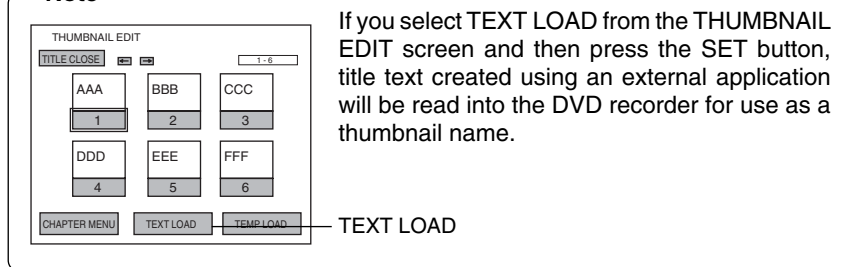 Note
THUMBNAIL EDIT
TITLE CLOSE
1 - 6
AAA BBB CCC
1 2 3
DDD EEE FFF
4 5 6
CHAPTER MENU TEXT LOAD TEMP LOAD
If you select TEXT LOAD from the THUMBNAIL
EDIT screen and then press the SET button,
title text created using an external application
will be read into the DVD recorder for use as a
thumbnail name.
TEXT LOAD